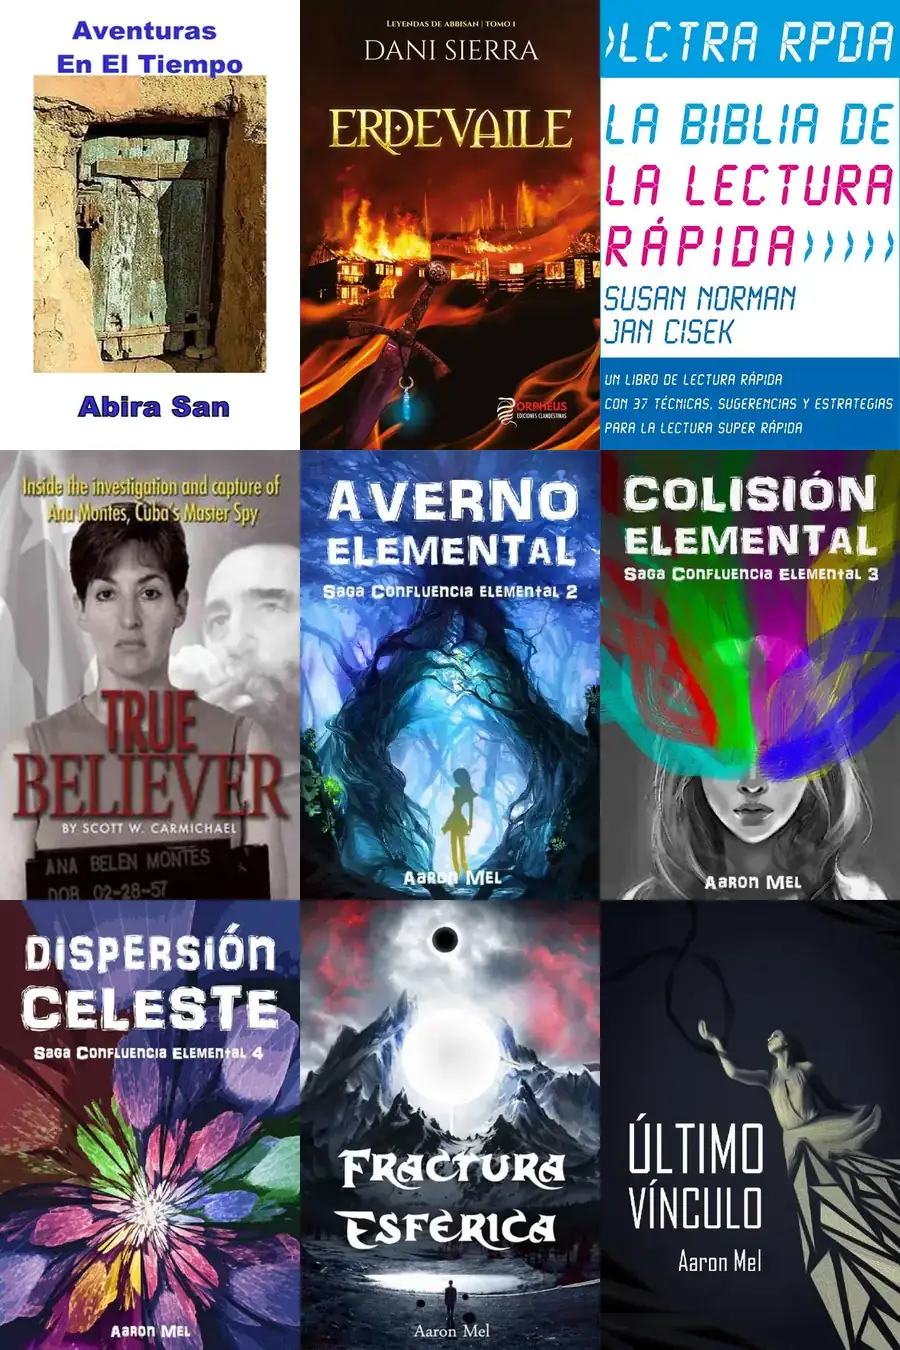 Aventuras
En El Tiempo
Abira San
LEYENDAS DE ABBISAN | TOMO 1
DANI SIERRA
ERDEVAILE
ORPHEUS
EDICIONES CLANDESTINAS
›LCTRA RPDA
LA BIBLIA DE
LA LECTURA
RÁPIDA›››››
SUSAN NORMAN
JAN CISEK
UN LIBRO DE LECTURA RÁPIDA
CON 37 TÉCNICAS, SUGERENCIAS Y ESTRATEGIAS
PARA LA LECTURA SUPER RÁPIDA
Inside the investigation and capture of
Ana Montes, Cuba's Master Spy
TRUE
BELIEVER
BY SCOTT W. CARMICHAEL
ANA BELEN MONTES
DOB 02-28-57
AVERNO
ELEMENTAL
SAGA CONFLUENCIA ELEMENTAL 2
AARON MEL
COLISIÓN
ELEMENTAL
SAGA CONFLUENCIA ELEMENTAL 3
AARON MEL
DISPERSIÓN
CELESTE
SAGA CONFLUENCIA ELEMENTAL 4
AARON MEL
FRACTURA
ESFÉRICA
Aaron Mel
ÚLTIMO
VÍNCULO
Aaron Mel